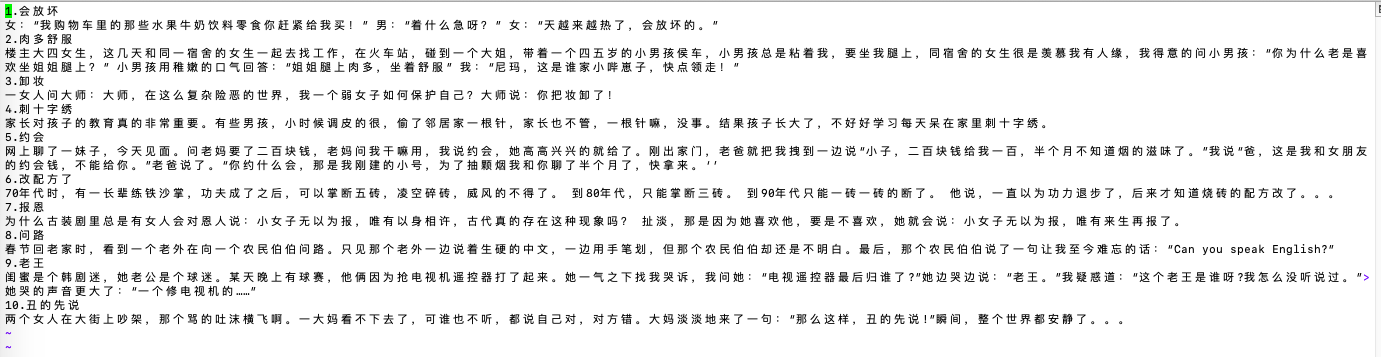 1.会放坏
女：“我购物车里的那些水果牛奶饮料零食你赶紧给我买！” 男：“着什么急呀？” 女：“天越来越热了，会放坏的。”
2.肉多舒服
楼主大四女生，这几天和同一宿舍的女生一起去找工作，在火车站，碰到一个大姐，带着一个四五岁的小男孩侯车，小男孩总是粘着我，要坐我腿上，同宿舍的女生很是羡慕我有人缘，我得意的问小男孩：“你为什么老是喜
欢坐姐姐腿上？” 小男孩用稚嫩的口气回答：“姐姐腿上肉多，坐着舒服” 我：“尼玛，这是谁家小哔崽子，快点领走！”
3.卸妆
一女人问大师：大师，在这么复杂险恶的世界，我一个弱女子如何保护自己？大师说：你把妆卸了！
4.刺十字绣
家长对孩子的教育真的非常重要。有些男孩，小时候调皮的很，偷了邻居家一根针，家长也不管，一根针嘛，没事。结果孩子长大了，不好好学习每天呆在家里刺十字绣。
5.约会
网上聊了一妹子，今天见面。问老妈要了二百块钱，老妈问我干嘛用，我说约会，她高高兴兴的就给了。刚出家门，老爸就把我拽到一边说“小子，二百块钱给我一百，半个月不知道烟的滋味了。”我说“爸，这是我和女朋友
的约会钱，不能给你。“老爸说了。“你约什么会，那是我刚建的小号，为了抽颗烟我和你聊了半个月了，快拿来。’’
6.改配方了
70年代时，有一长辈练铁沙掌，功夫成了之后，可以掌断五砖，凌空碎砖，威风的不得了。 到80年代，只能掌断三砖。 到90年代只能一砖一砖的断了。 他说，一直以为功力退步了，后来才知道烧砖的配方改了。。。
7.报恩
为什么古装剧里总是有女人会对恩人说：小女子无以为报，唯有以身相许，古代真的存在这种现象吗？ 扯淡，那是因为她喜欢他，要是不喜欢，她就会说：小女子无以为报，唯有来生再报了。
8.问路
春节回老家时，看到一个老外在向一个农民伯伯问路。只见那个老外一边说着生硬的中文，一边用手笔划，但那个农民伯伯却还是不明白。最后，那个农民伯伯说了一句让我至今难忘的话：“Can you speak English?”
9.老王
闺蜜是个韩剧迷，她老公是个球迷。某天晚上有球赛，他俩因为抢电视机遥控器打了起来。她一气之下找我哭诉，我问她：“电视遥控器最后归谁了?”她边哭边说：“老王。”我疑惑道：“这个老王是谁呀?我怎么没听说过。”>
她哭的声音更大了：“一个修电视机的……”
10.丑的先说
两个女人在大街上吵架，那个骂的吐沫横飞啊。一大妈看不下去了，可谁也不听，都说自己对，对方错。大妈淡淡地来了一句：“那么这样，丑的先说!”瞬间，整个世界都安静了。。。
~
~